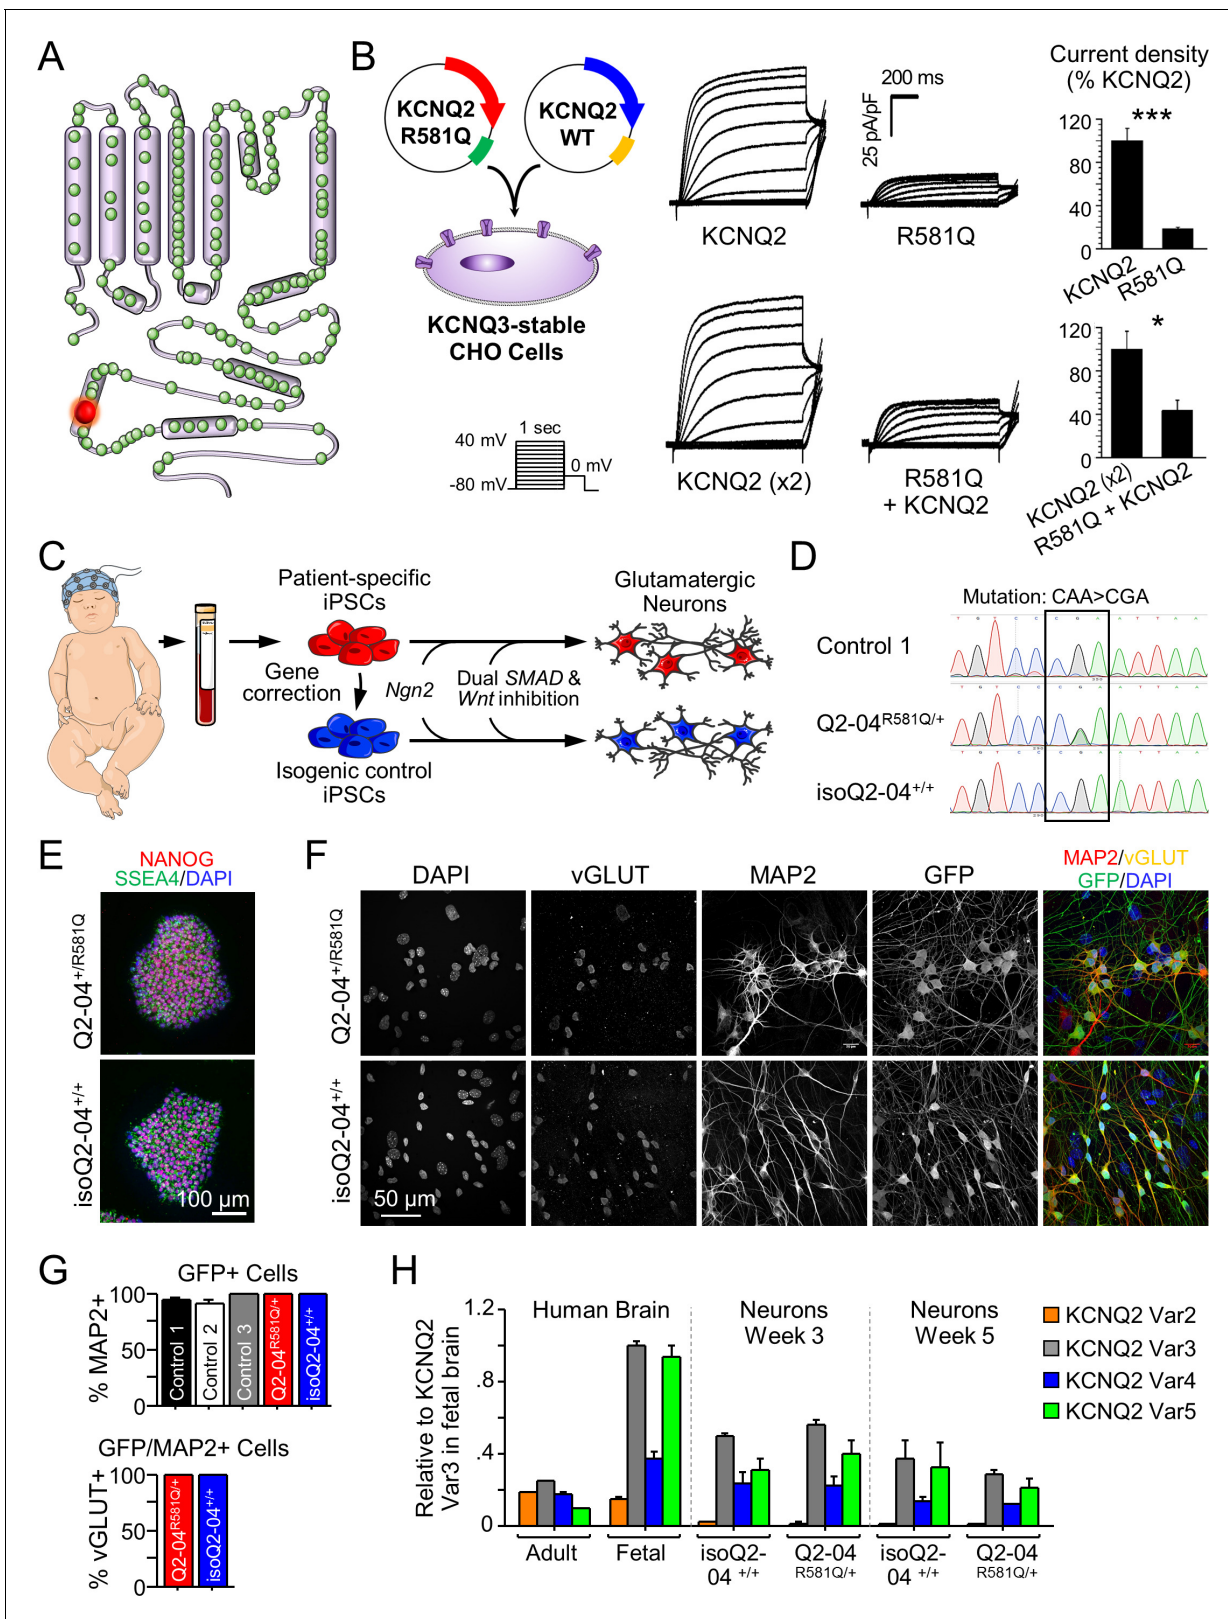 A
B
KCNQ2
R581Q
KCNQ2
WT
KCNQ3-stable
CHO Cells
40 mV
1 sec
0 mV
-80 mV
KCNQ2
200 ms
25 pA/pF
R581Q
KCNQ2 (x2)
R581Q
+ KCNQ2
Current density
(% KCNQ2)
***
120
80
40
0
KCNQ2
R581Q
*
120
80
40
0
KCNQ2 (x2)
R581Q + KCNQ2
C
Patient-specific
iPSCs
Gene
correction
Ngn2
Dual SMAD &
Wnt inhibition
Isogenic control
iPSCs
Glutamatergic
Neurons
D
Mutation: CAA>CGA
Control 1
T G T C C C G A A T T A A
Q2-04R581Q/+
T G T C C C G A A T T A A
isoQ2-04+/+
T G T C C C G A A T T A A
E
NANOG
SSEA4/DAPI
Q2-04+/R581Q
isoQ2-04+/+
100 µm
F
DAPI
vGLUT
MAP2
GFP
MAP2/vGLUT
GFP/DAPI
Q2-04+/R581Q
isoQ2-04+/+
50 µm
G
GFP+ Cells
% MAP2+
100
50
0
Control 1
Control 2
Control 3
Q2-04R581Q/+
isoQ2-04+/+
GFP/MAP2+ Cells
% vGLUT+
100
50
0
Q2-04R581Q/+
isoQ2-04+/+
H
Relative to KCNQ2
Var3 in fetal brain
1.2
.8
.4
0
Human Brain
Neurons
Week 3
Neurons
Week 5
KCNQ2 Var2
KCNQ2 Var3
KCNQ2 Var4
KCNQ2 Var5
Adult
Fetal
isoQ2-
04 +/+
Q2-04
R581Q/+
isoQ2-
04 +/+
Q2-04
R581Q/+